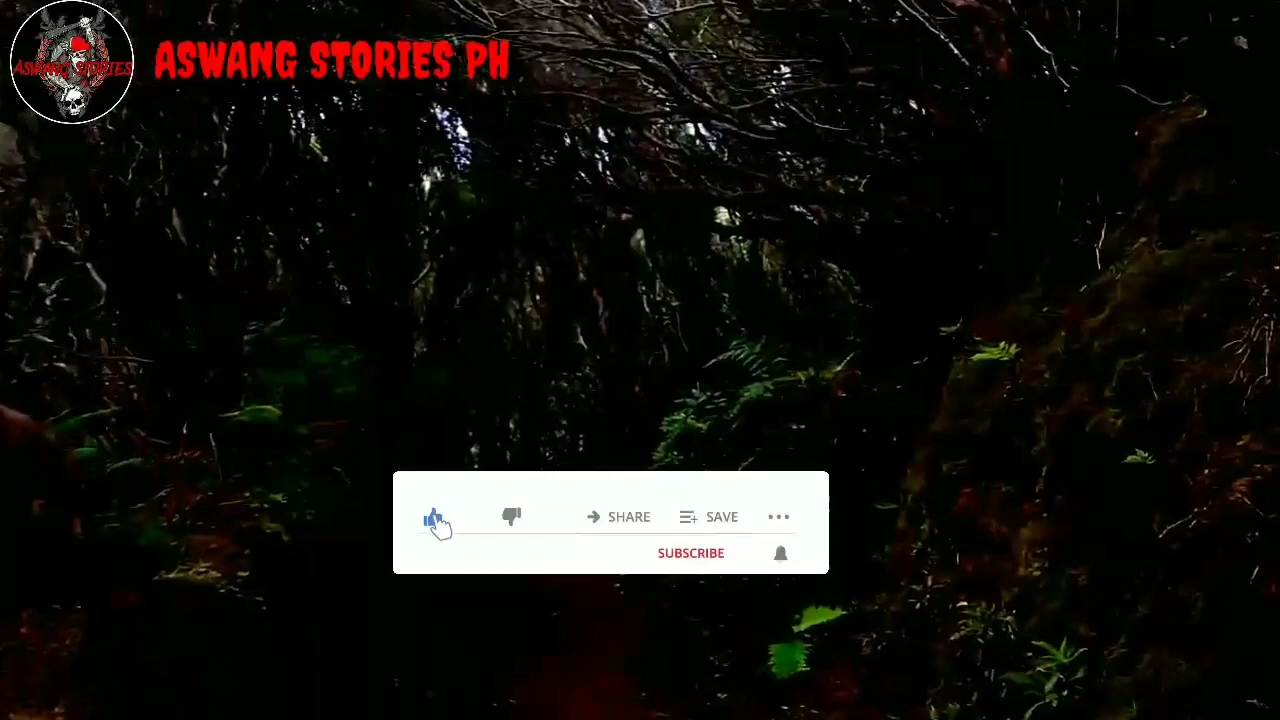 ASWANG STORIES
ASWANG STORIES PH
SHARE
SAVE
SUBSCRIBE